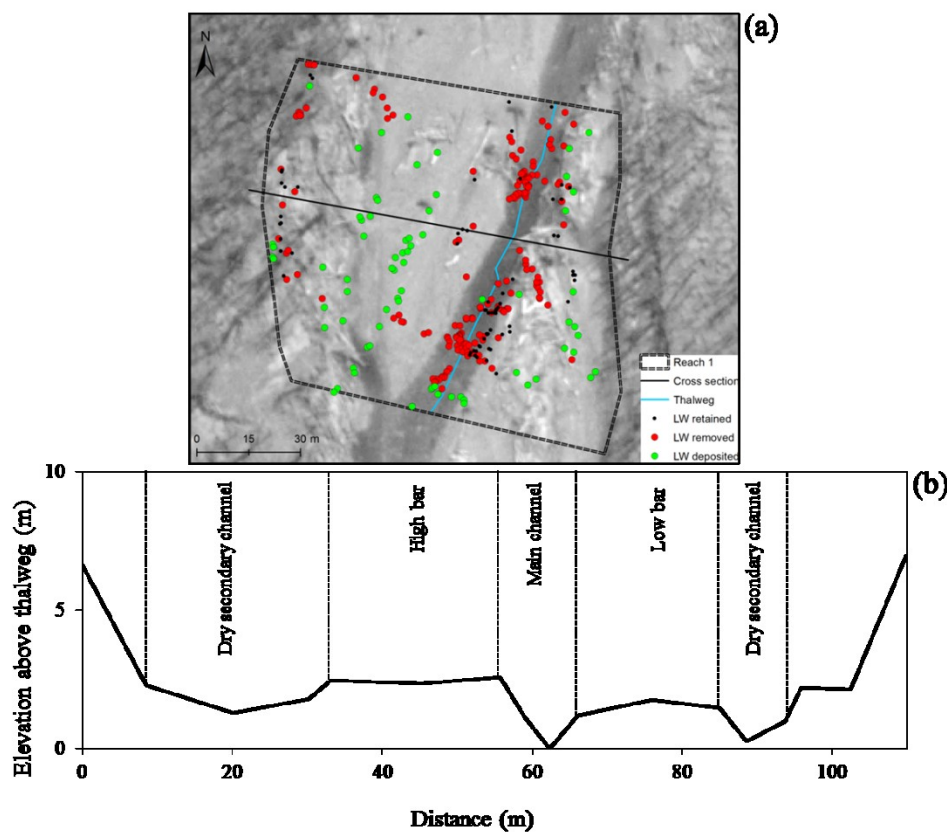 (a)
N
Reach 1
Cross section
Thalweg
LW retained
LW removed
LW deposited
0 15 30 m
(b)
10
5
0
Elevation above thalweg (m)
Dry secondary channel
High bar
Main channel
Low bar
Dry secondary channel
0 20 40 60 80 100
Distance (m)